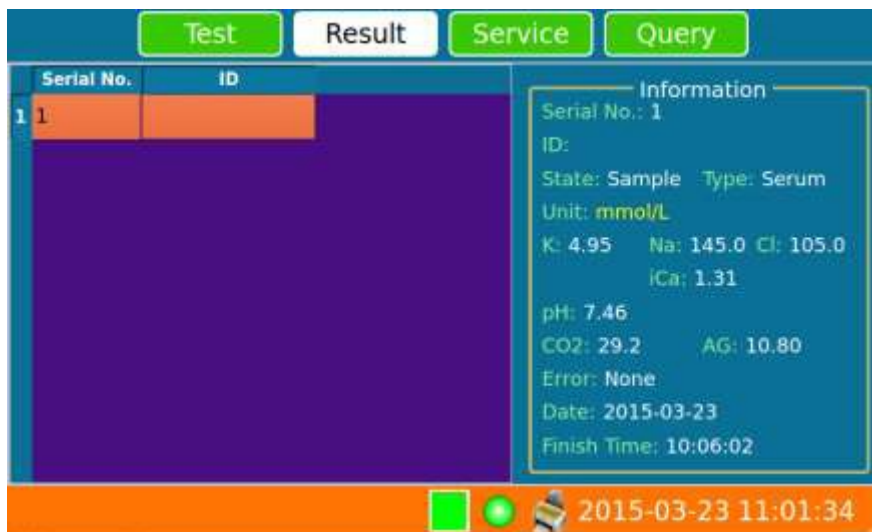 Test Result Service Query
Serial No. ID
1 1
Information
Serial No.: 1
ID:
State: Sample Type: Serum
Unit: mmol/L
K: 4.95 Na: 145.0 Cl: 105.0
iCa: 1.31
pH: 7.46
CO2: 29.2 AG: 10.80
Error: None
Date: 2015-03-23
Finish Time: 10:06:02
2015-03-23 11:01:34